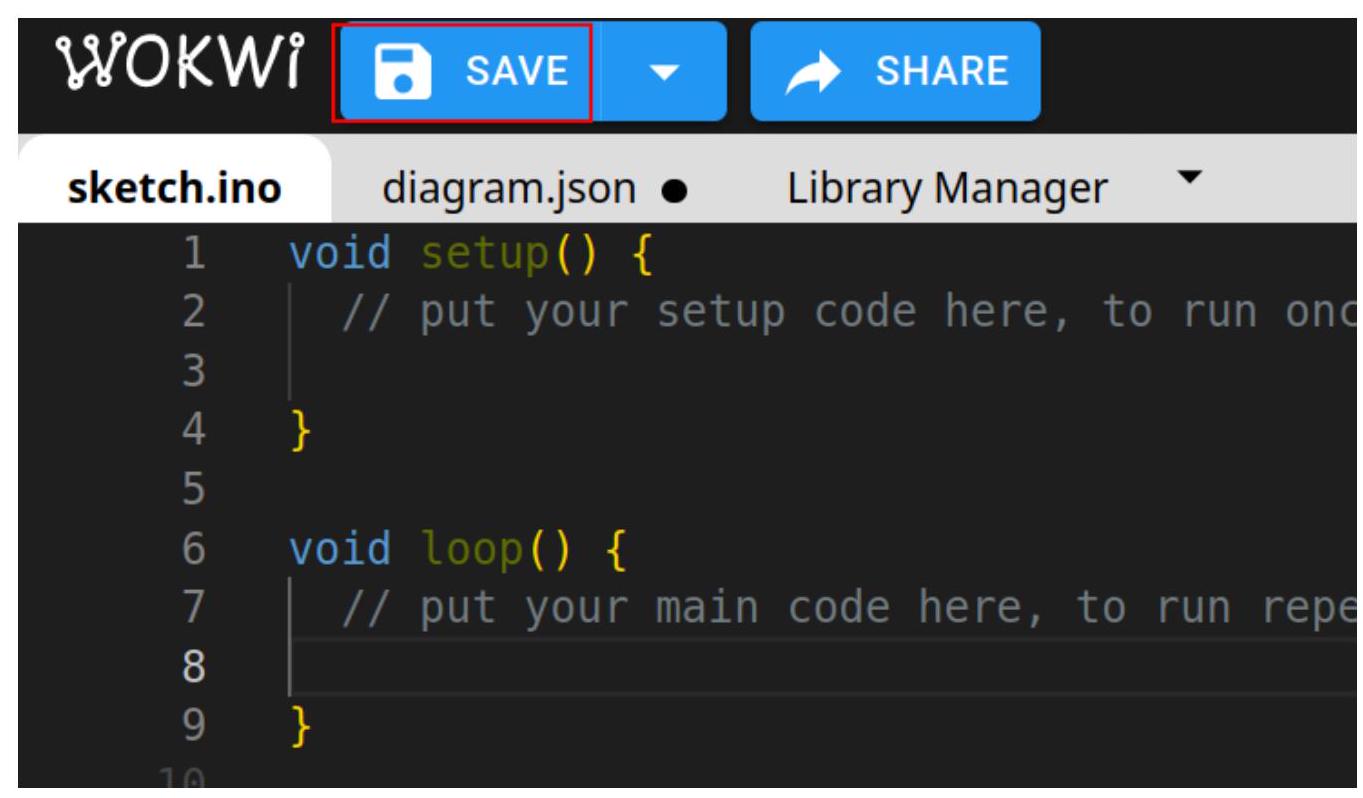 WOKWi SAVE SHARE
sketch.ino diagram.json ● Library Manager
1 void setup() {
2 // put your setup code here, to run onc
3
4 }
5
6 void loop() {
7 // put your main code here, to run repe
8
9 }
10